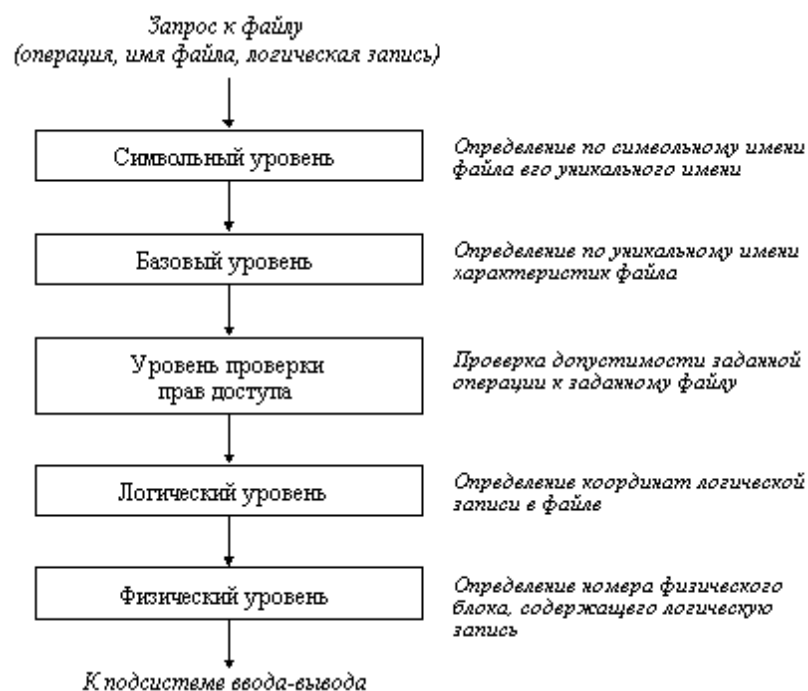 Запрос к файлу
(операция, имя файла, логическая запись)
Символьный уровень
Определение по символьному имени
файла его уникального имени
Базовый уровень
Определение по уникальному имени
характеристик файла
Уровень проверки
прав доступа
Проверка допустимости заданной
операции к заданному файлу
Логический уровень
Определение координат логической
записи в файле
Физический уровень
Определение номера физического
блока, содержащего логическую
запись
К подсистеме ввода-вывода